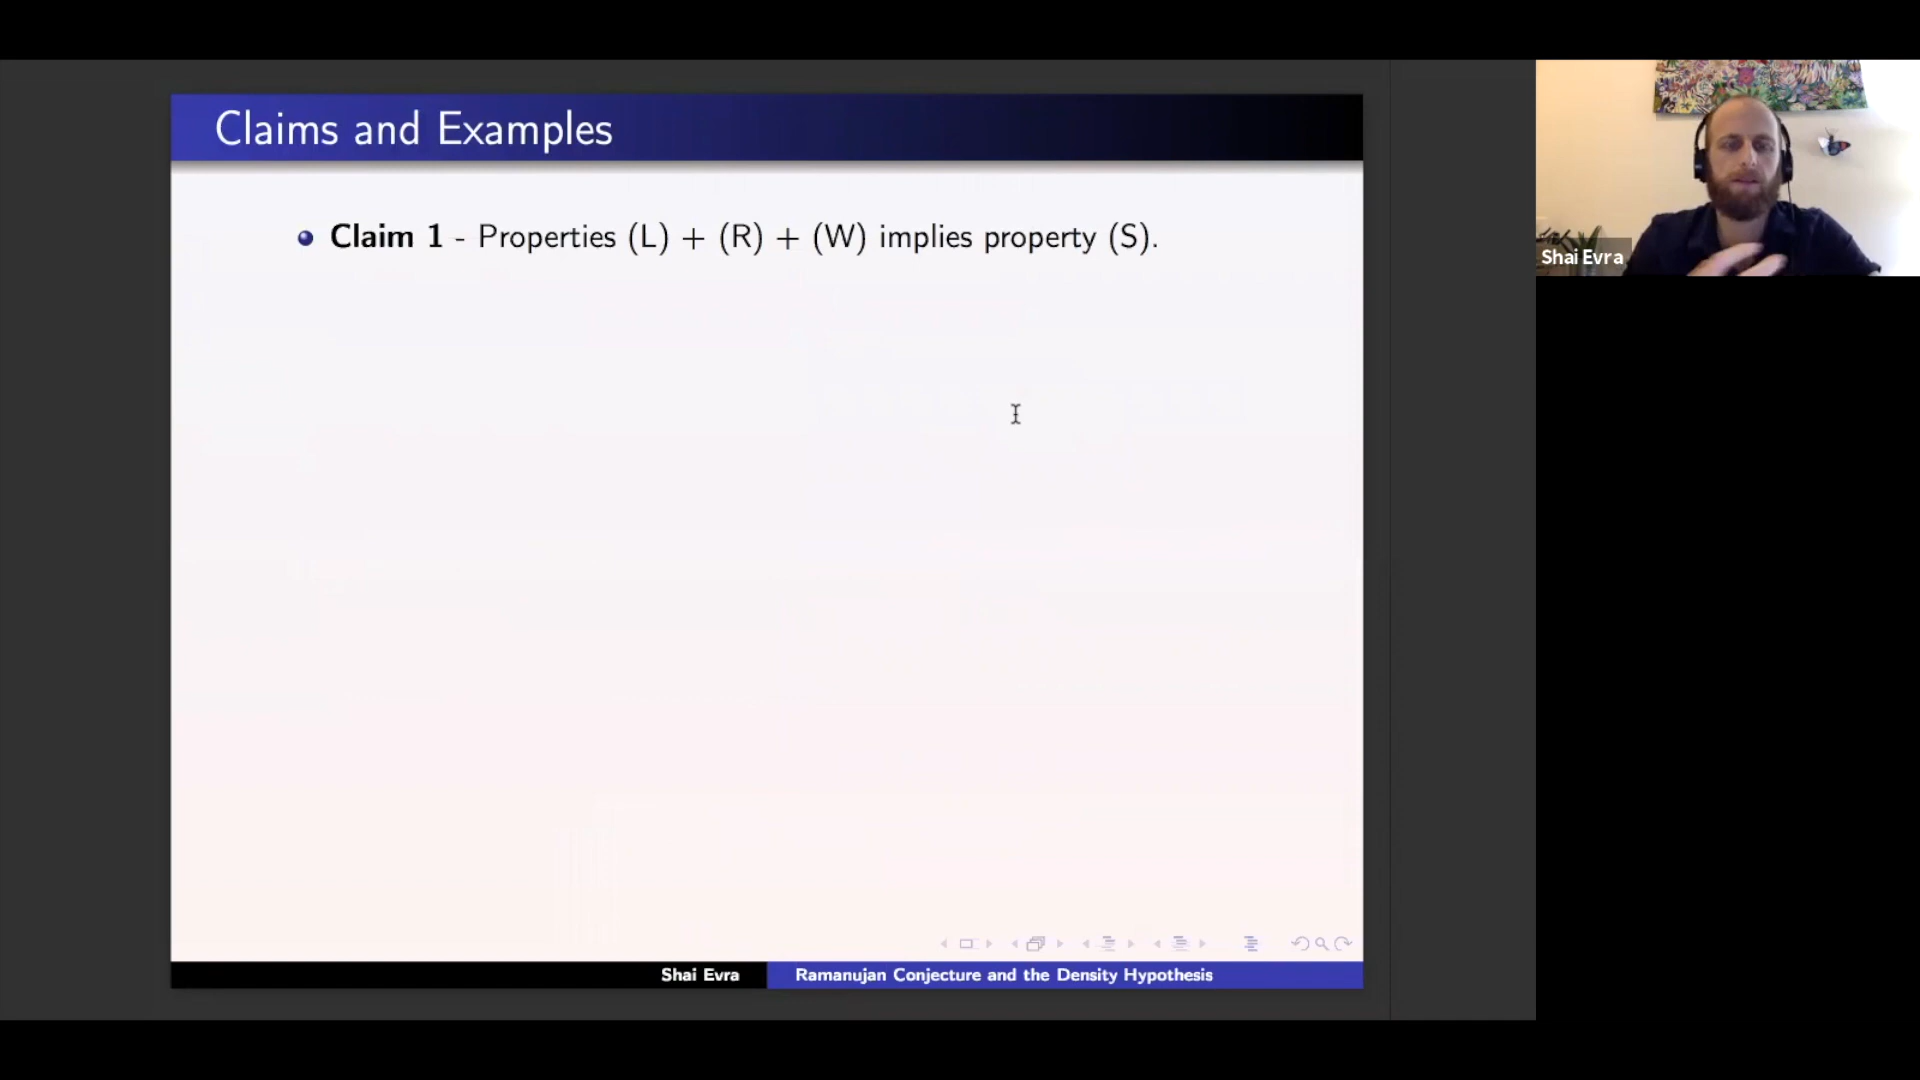 Claims and Examples
Claim 1 - Properties (L) + (R) + (W) implies property (S).
Shai Evra
Shai Evra
Ramanujan Conjecture and the Density Hypothesis